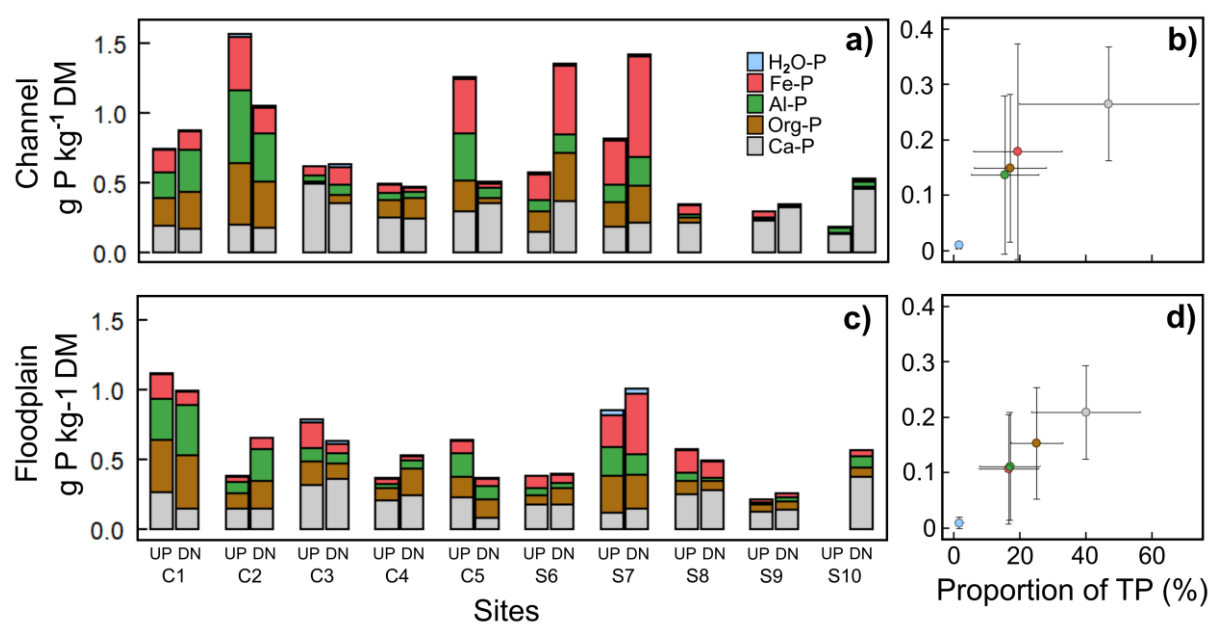 a)
b)
1.5
1.0
0.5
0.0
Channel
g P kg⁻¹ DM
H₂O-P
Fe-P
Al-P
Org-P
Ca-P
0.4
0.3
0.2
0.1
0
0 20 40 60
c)
d)
1.5
1.0
0.5
0.0
Floodplain
g P kg-1 DM
0.4
0.3
0.2
0.1
0
0 20 40 60
UP DN UP DN UP DN UP DN UP DN UP DN UP DN UP DN UP DN UP DN
C1 C2 C3 C4 C5 S6 S7 S8 S9 S10
Sites
Proportion of TP (%)